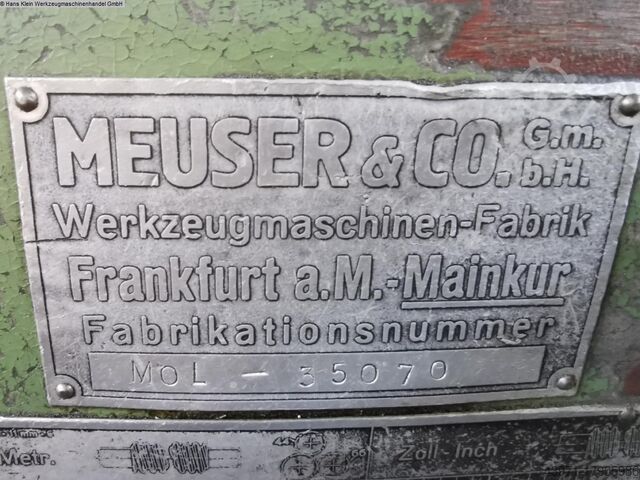 © Hans Klein Werkzeugmaschinenhandel GmbH
MEUSER & CO. G.m.b.H.
Werkzeugmaschinen-Fabrik
Frankfurt a.M.-Mainkur
Fabrikationsnummer
MOL - 35070
Metr.
Zoll-Inch